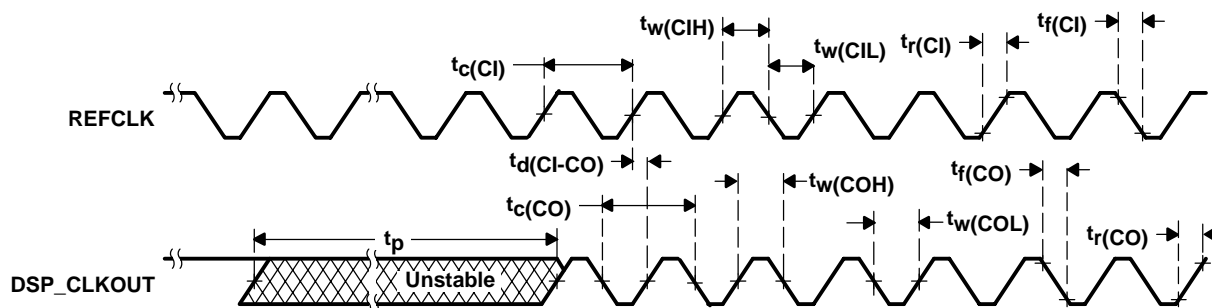 tw(CIH)
tf(CI)
tc(CI)
tw(CIL)
tr(CI)
REFCLK
td(CI-CO)
tw(COH)
tf(CO)
tc(CO)
tw(COL)
tr(CO)
tp
DSP_CLKOUT
Unstable